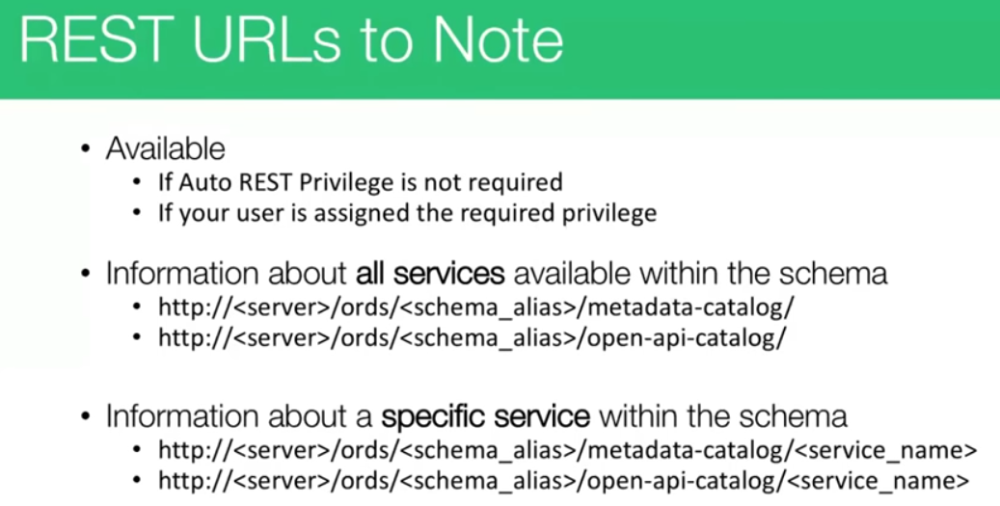 REST URLs to Note
• Available
• If Auto REST Privilege is not required
• If your user is assigned the required privilege
• Information about all services available within the schema
• http://<server>/ords/<schema_alias>/metadata-catalog/
• http://<server>/ords/<schema_alias>/open-api-catalog/
• Information about a specific service within the schema
• http://<server>/ords/<schema_alias>/metadata-catalog/<service_name>
• http://<server>/ords/<schema_alias>/open-api-catalog/<service_name>